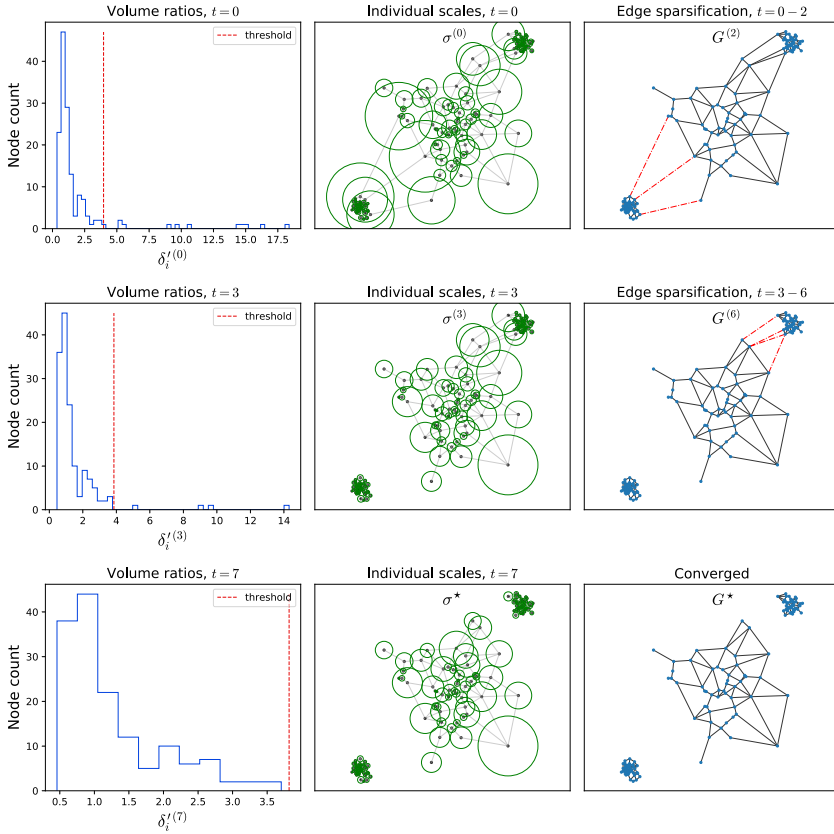 Volume ratios, t = 0
Individual scales, t = 0
Edge sparsification, t = 0 − 2
threshold
σ^(0)
G^(2)
Node count
40
30
20
10
0
0.0 2.5 5.0 7.5 10.0 12.5 15.0 17.5
δ_i′^(0)
Volume ratios, t = 3
Individual scales, t = 3
Edge sparsification, t = 3 − 6
threshold
σ^(3)
G^(6)
Node count
40
30
20
10
0
0 2 4 6 8 10 12 14
δ_i′^(3)
Volume ratios, t = 7
Individual scales, t = 7
Converged
threshold
σ^★
G^★
Node count
40
30
20
10
0
0.5 1.0 1.5 2.0 2.5 3.0 3.5
δ_i′^(7)